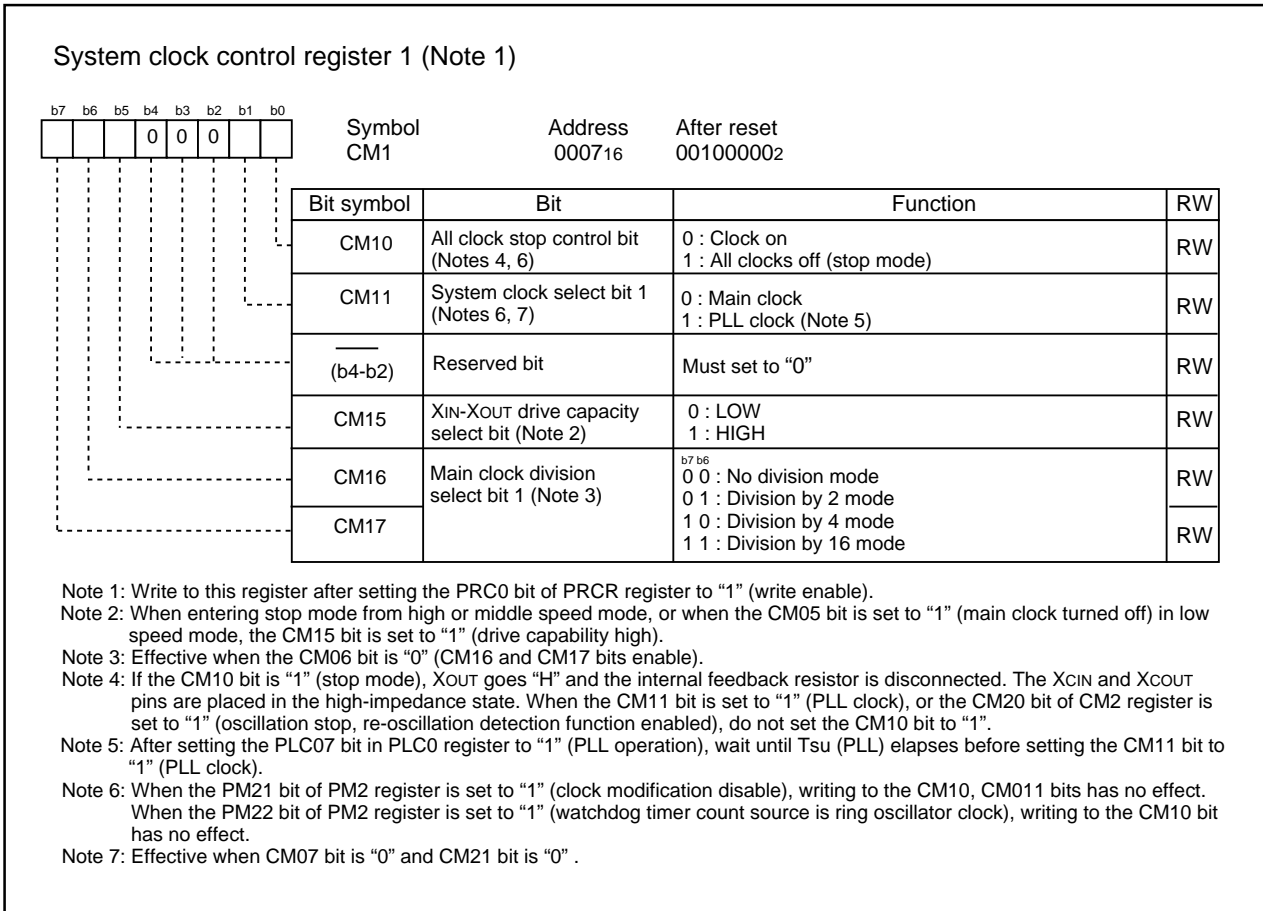 System clock control register 1 (Note 1)
b7 b6 b5 b4 b3 b2 b1 b0
0 0 0
Symbol Address After reset
CM1 000716 001000002
Bit symbol Bit Function RW
CM10 All clock stop control bit (Notes 4, 6) 0 : Clock on 1 : All clocks off (stop mode) RW
CM11 System clock select bit 1 (Notes 6, 7) 0 : Main clock 1 : PLL clock (Note 5) RW
(b4-b2) Reserved bit Must set to “0” RW
CM15 XIN-XOUT drive capacity select bit (Note 2) 0 : LOW 1 : HIGH RW
CM16 Main clock division select bit 1 (Note 3) RW
b7 b6
0 0 : No division mode
0 1 : Division by 2 mode
1 0 : Division by 4 mode
1 1 : Division by 16 mode
CM17 RW
Note 1: Write to this register after setting the PRC0 bit of PRCR register to “1” (write enable).
Note 2: When entering stop mode from high or middle speed mode, or when the CM05 bit is set to “1” (main clock turned off) in low
speed mode, the CM15 bit is set to “1” (drive capability high).
Note 3: Effective when the CM06 bit is “0” (CM16 and CM17 bits enable).
Note 4: If the CM10 bit is “1” (stop mode), XOUT goes “H” and the internal feedback resistor is disconnected. The XCIN and XCOUT
pins are placed in the high-impedance state. When the CM11 bit is set to “1” (PLL clock), or the CM20 bit of CM2 register is
set to “1” (oscillation stop, re-oscillation detection function enabled), do not set the CM10 bit to “1”.
Note 5: After setting the PLC07 bit in PLC0 register to “1” (PLL operation), wait until Tsu (PLL) elapses before setting the CM11 bit to
“1” (PLL clock).
Note 6: When the PM21 bit of PM2 register is set to “1” (clock modification disable), writing to the CM10, CM011 bits has no effect.
When the PM22 bit of PM2 register is set to “1” (watchdog timer count source is ring oscillator clock), writing to the CM10 bit
has no effect.
Note 7: Effective when CM07 bit is “0” and CM21 bit is “0” .